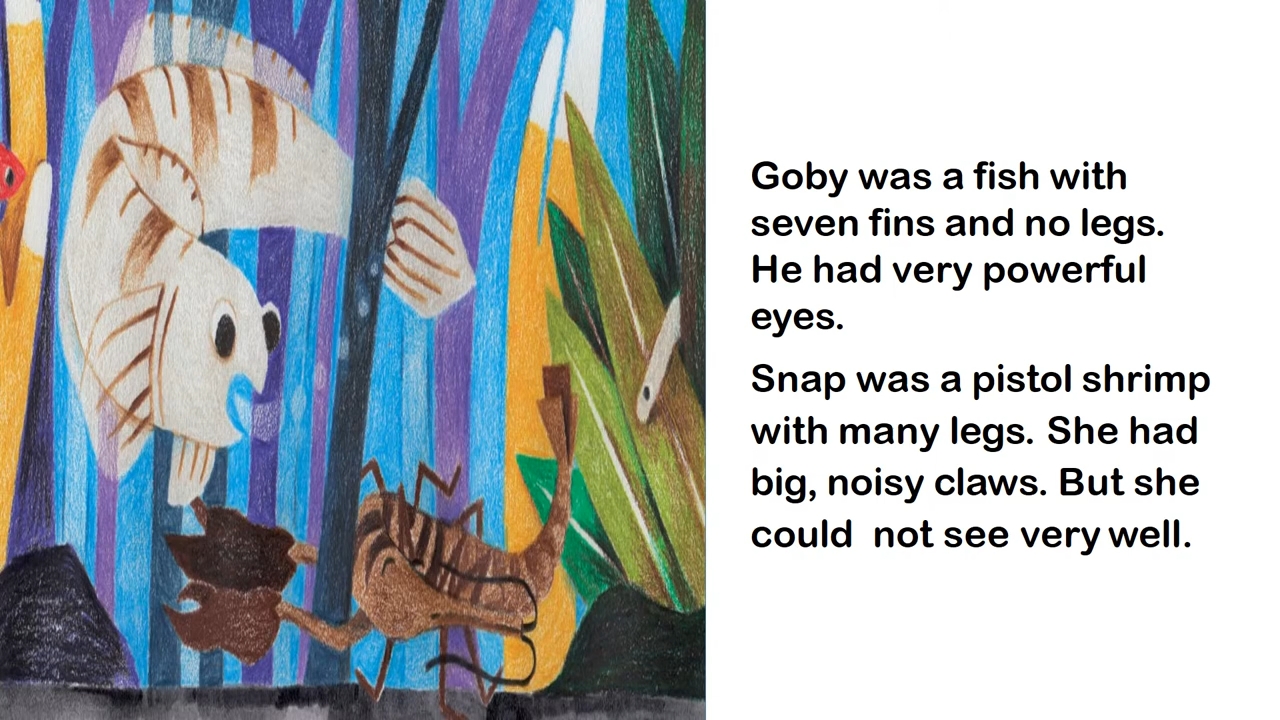 Goby was a fish with
seven fins and no legs.
He had very powerful
eyes.
Snap was a pistol shrimp
with many legs. She had
big, noisy claws. But she
could not see very well.